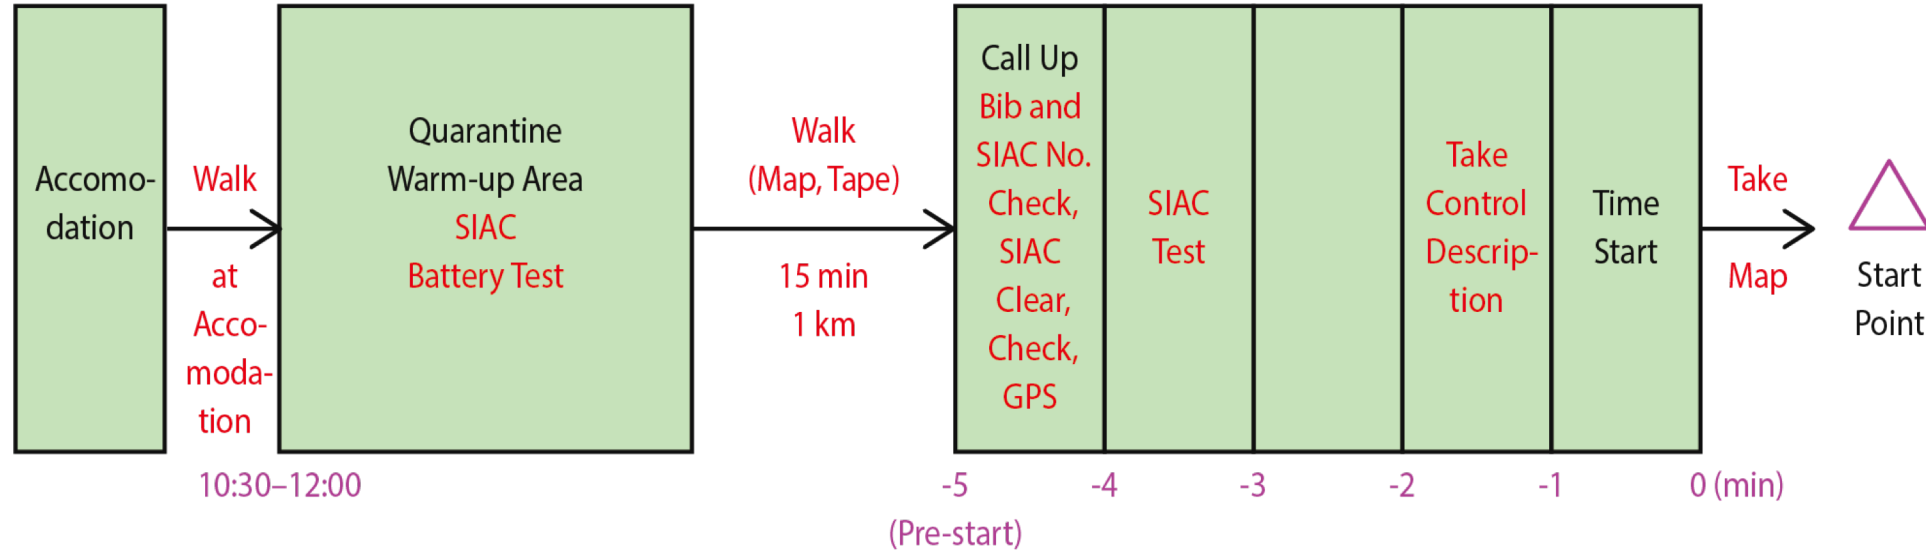 Accomo-
dation
Walk
at
Acco-
moda-
tion
10:30–12:00
Quarantine
Warm-up Area
SIAC
Battery Test
Walk
(Map, Tape)
15 min
1 km
Call Up
Bib and
SIAC No.
Check,
SIAC
Clear,
Check,
GPS
SIAC
Test
Take
Control
Descrip-
tion
Time
Start
Take
Map
Start
Point
-5
-4
-3
-2
-1
0 (min)
(Pre-start)